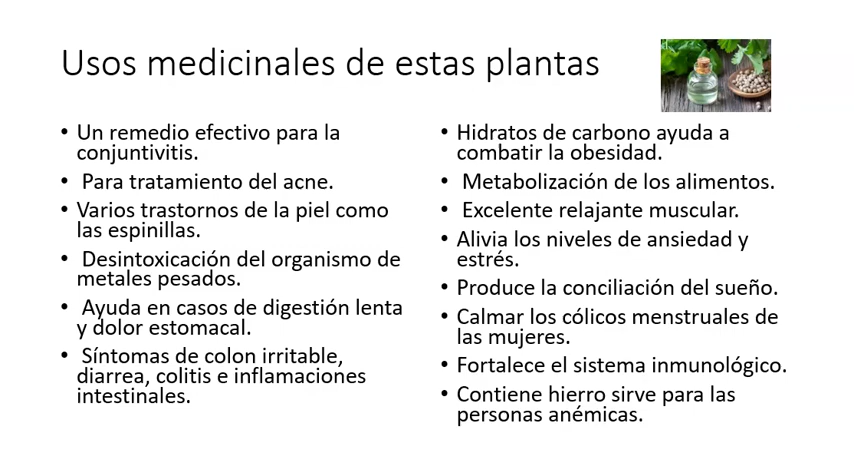 Usos medicinales de estas plantas
• Un remedio efectivo para la
conjuntivitis.
• Para tratamiento del acne.
• Varios trastornos de la piel como
las espinillas.
• Desintoxicación del organismo de
metales pesados.
• Ayuda en casos de digestión lenta
y dolor estomacal.
• Síntomas de colon irritable,
diarrea, colitis e inflamaciones
intestinales.
• Hidratos de carbono ayuda a
combatir la obesidad.
• Metabolización de los alimentos.
• Excelente relajante muscular.
• Alivia los niveles de ansiedad y
estrés.
• Produce la conciliación del sueño.
• Calmar los cólicos menstruales de
las mujeres.
• Fortalece el sistema inmunológico.
• Contiene hierro sirve para las
personas anémicas.